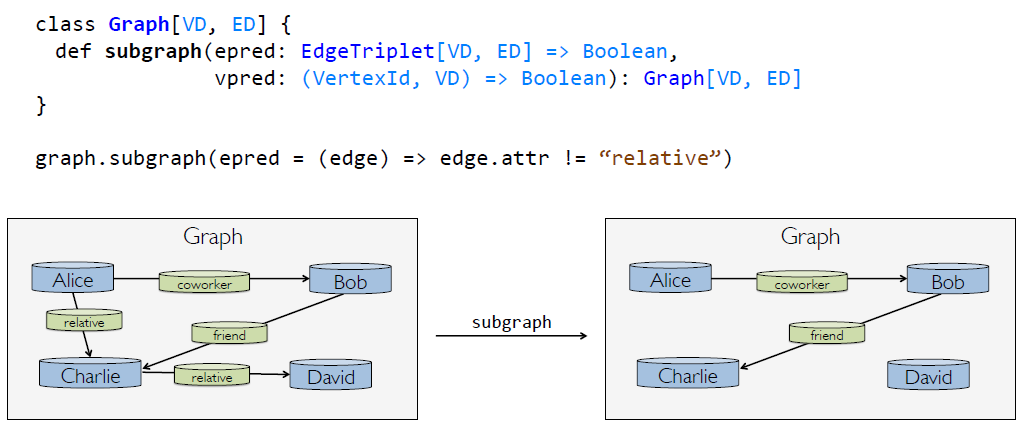 class Graph[VD, ED] {
def subgraph(epred: EdgeTriplet[VD, ED] => Boolean,
vpred: (VertexId, VD) => Boolean): Graph[VD, ED]
}
graph.subgraph(epred = (edge) => edge.attr != “relative”)
Graph
Alice
coworker
Bob
relative
friend
Charlie
relative
David
subgraph
Graph
Alice
coworker
Bob
friend
Charlie
David